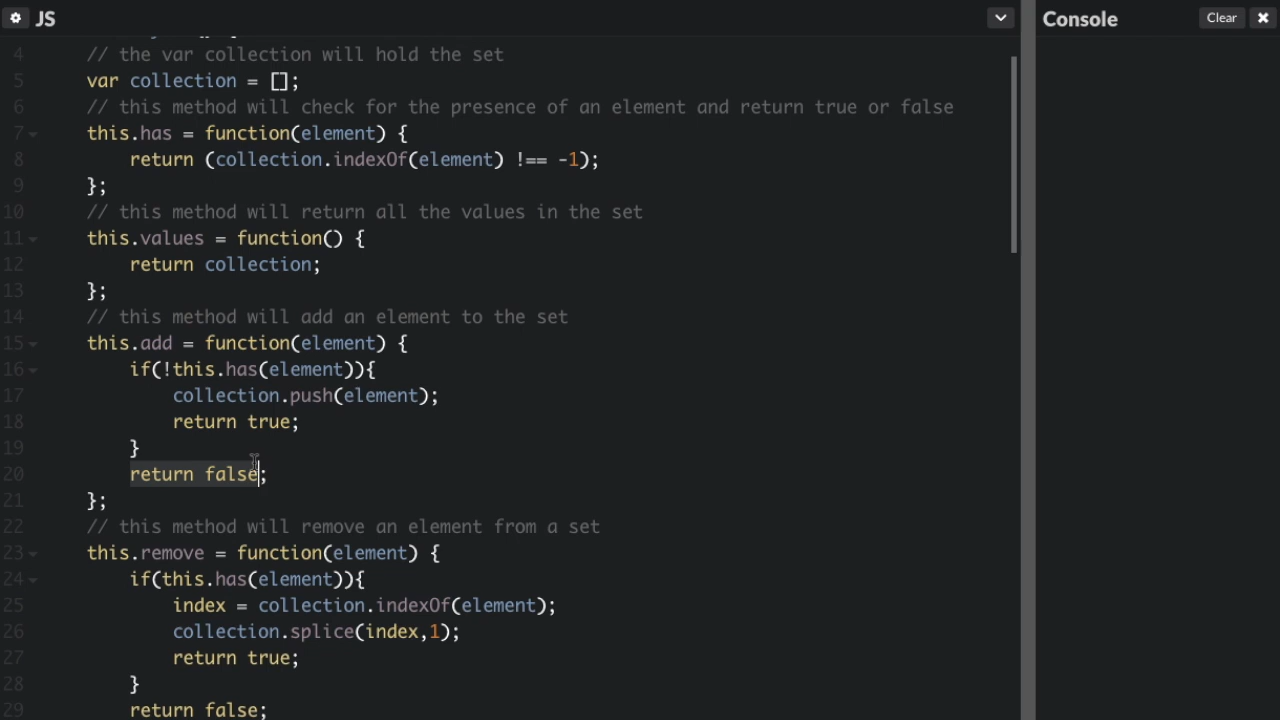 JS
Console
Clear
4 // the var collection will hold the set
5 var collection = [];
6 // this method will check for the presence of an element and return true or false
7 this.has = function(element) {
8 return (collection.indexOf(element) !== -1);
9 };
10 // this method will return all the values in the set
11 this.values = function() {
12 return collection;
13 };
14 // this method will add an element to the set
15 this.add = function(element) {
16 if(!this.has(element)){
17 collection.push(element);
18 return true;
19 }
20 return false;
21 };
22 // this method will remove an element from a set
23 this.remove = function(element) {
24 if(this.has(element)){
25 index = collection.indexOf(element);
26 collection.splice(index,1);
27 return true;
28 }
29 return false;